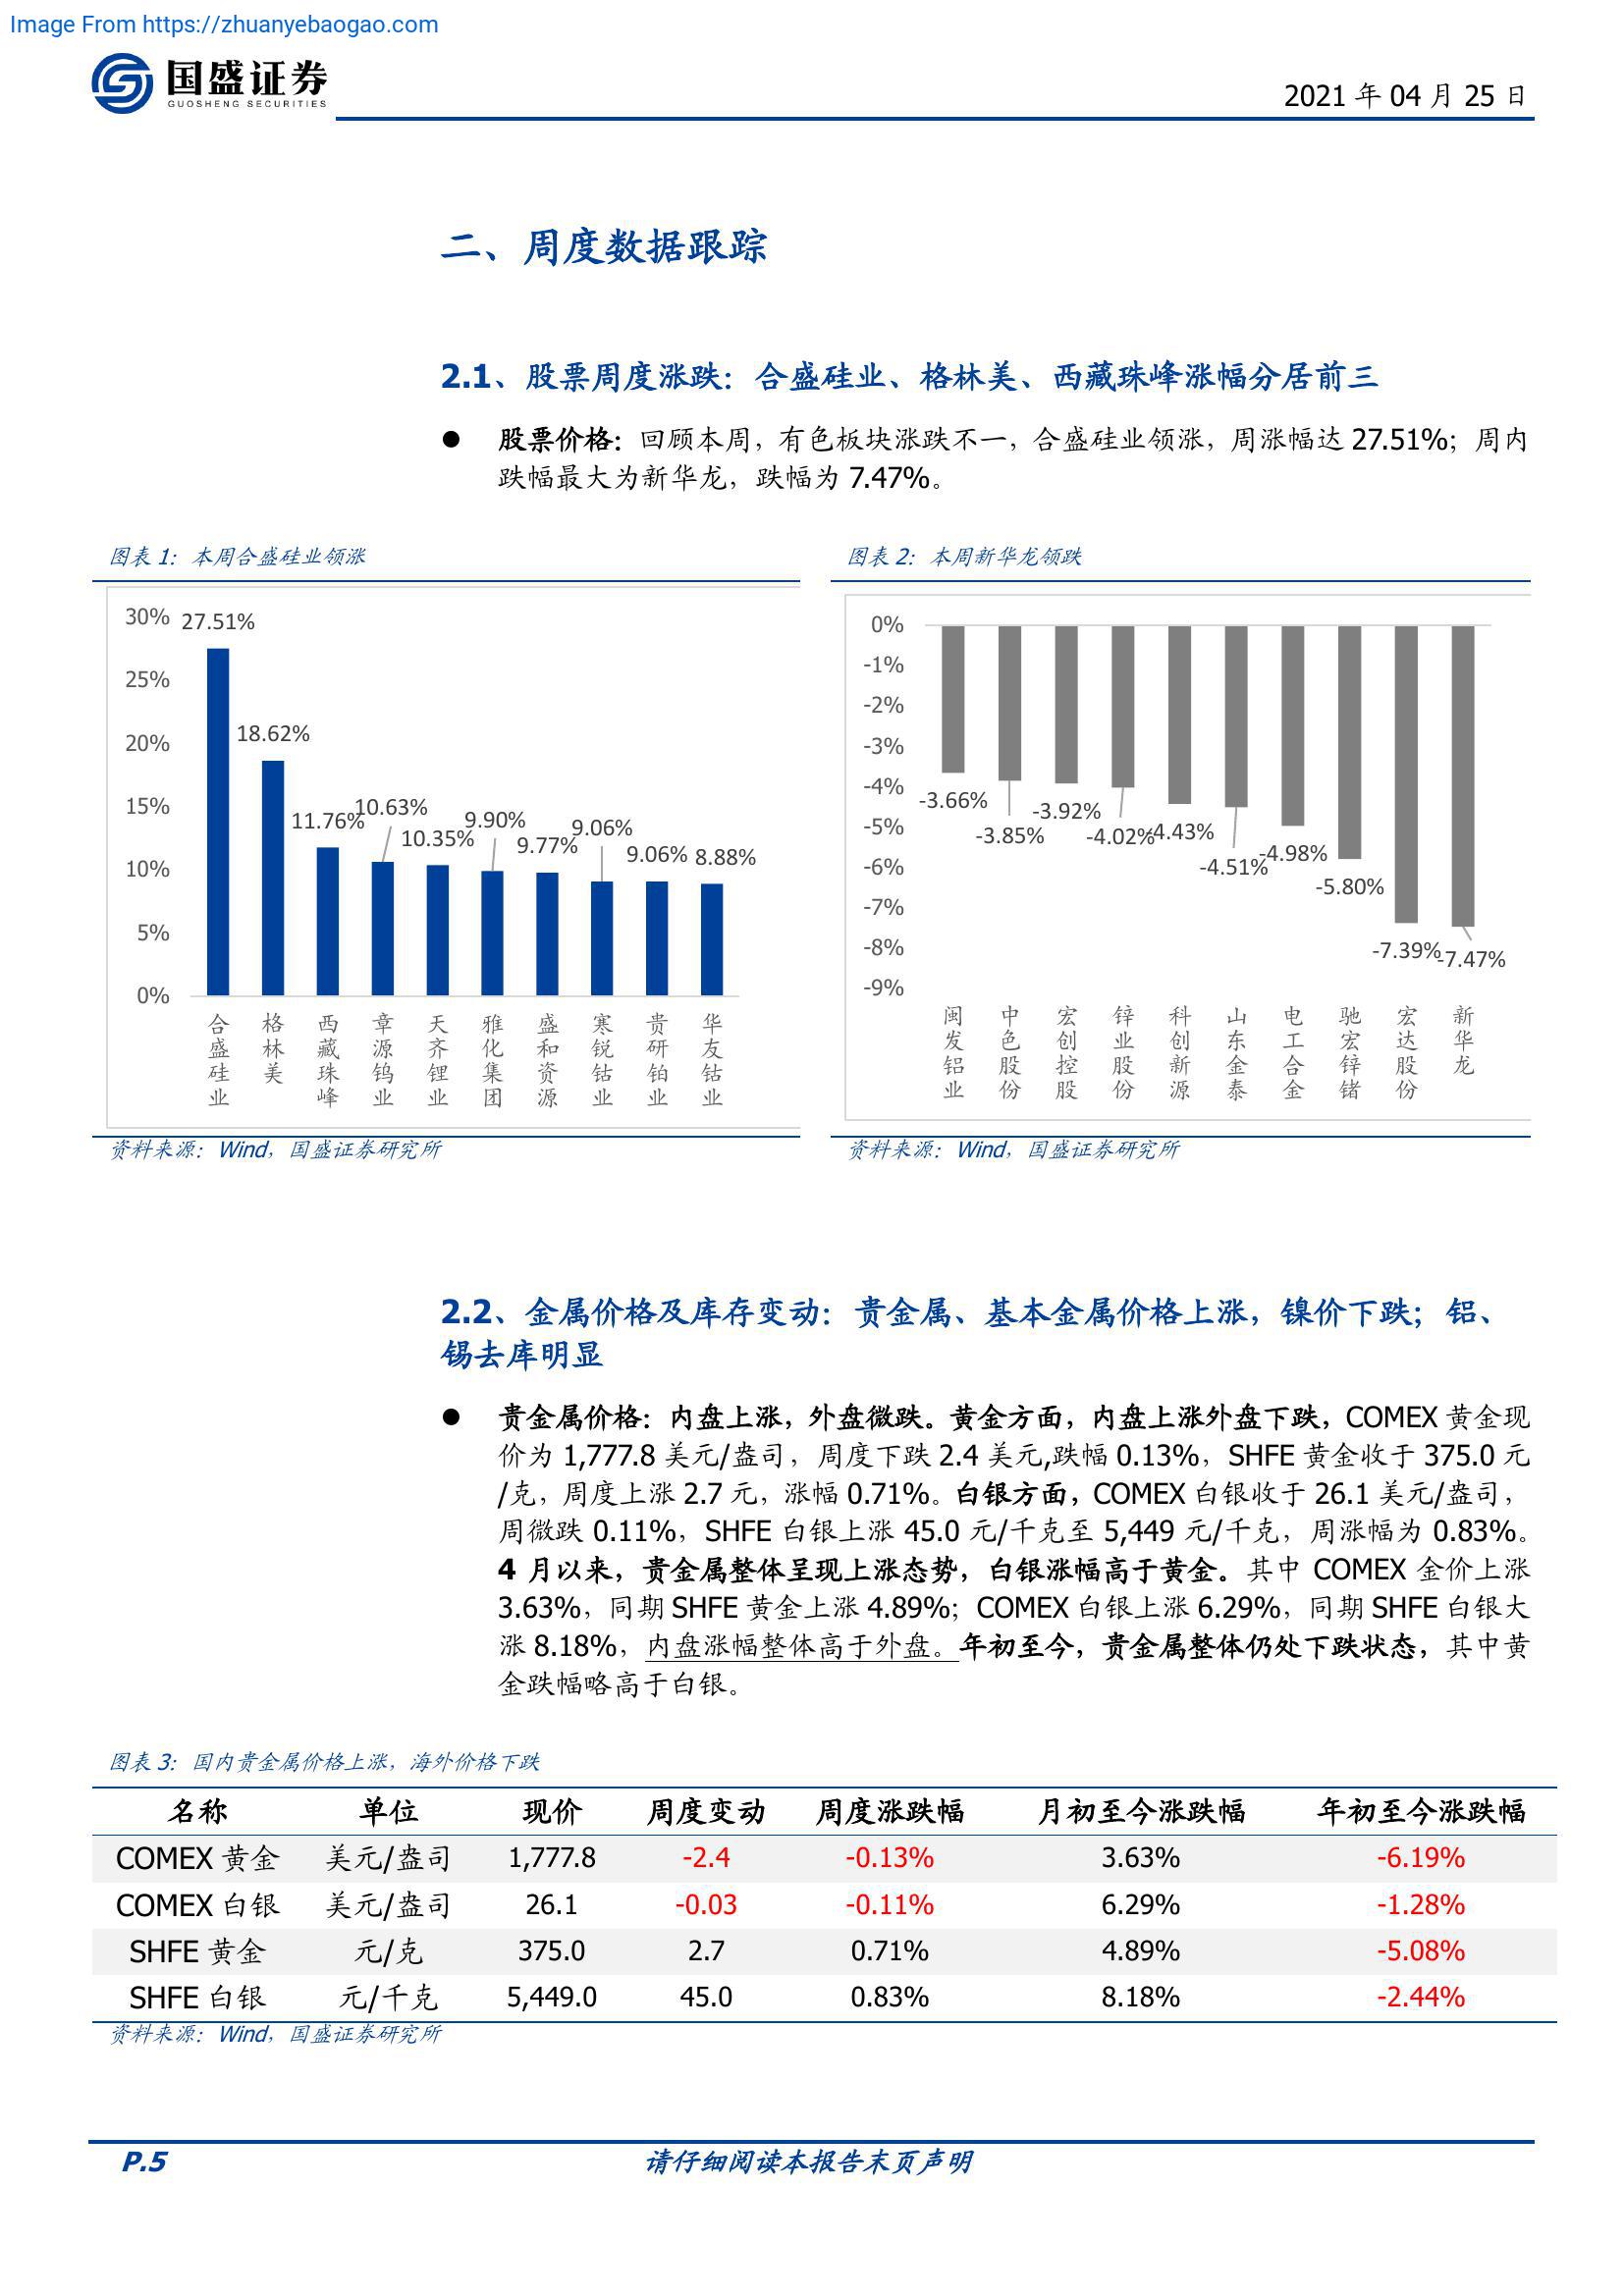 Image From https://zhuanyebaogao.com
国盛证券
GUOSHENG SECURITIES
2021 年 04 月 25 日
二、周度数据跟踪
2.1、股票周度涨跌：合盛硅业、格林美、西藏珠峰涨幅分居前三
● 股票价格：回顾本周，有色板块涨跌不一，合盛硅业领涨，周涨幅达 27.51%；周内
跌幅最大为新华龙，跌幅为 7.47%。
图表 1：本周合盛硅业领涨
30%
25%
20%
15%
10%
5%
0%
27.51%
18.62%
11.76%
10.63%
10.35%
9.90%
9.77%
9.06%
9.06%
8.88%
合盛硅业
格林美
西藏珠峰
章源钨业
天齐锂业
雅化集团
盛和资源
寒锐钴业
贵研铂业
华友钴业
资料来源：Wind，国盛证券研究所
图表 2：本周新华龙领跌
0%
-1%
-2%
-3%
-4%
-5%
-6%
-7%
-8%
-9%
-3.66%
-3.85%
-3.92%
-4.02%
-4.43%
-4.51%
-4.98%
-5.80%
-7.39%
-7.47%
闽发铝业
中色股份
宏创控股
锌业股份
科创新源
山东金泰
电工合金
驰宏锌锗
宏达股份
新华龙
资料来源：Wind，国盛证券研究所
2.2、金属价格及库存变动：贵金属、基本金属价格上涨，镍价下跌；铝、
锡去库明显
● 贵金属价格：内盘上涨，外盘微跌。黄金方面，内盘上涨外盘下跌，COMEX 黄金现
价为 1,777.8 美元/盎司，周度下跌 2.4 美元,跌幅 0.13%，SHFE 黄金收于 375.0 元
/克，周度上涨 2.7 元，涨幅 0.71%。白银方面，COMEX 白银收于 26.1 美元/盎司，
周微跌 0.11%，SHFE 白银上涨 45.0 元/千克至 5,449 元/千克，周涨幅为 0.83%。
4 月以来，贵金属整体呈现上涨态势，白银涨幅高于黄金。其中 COMEX 金价上涨
3.63%，同期 SHFE 黄金上涨 4.89%；COMEX 白银上涨 6.29%，同期 SHFE 白银大
涨 8.18%，内盘涨幅整体高于外盘。年初至今，贵金属整体仍处下跌状态，其中黄
金跌幅略高于白银。
图表 3：国内贵金属价格上涨，海外价格下跌
名称 单位 现价 周度变动 周度涨跌幅 月初至今涨跌幅 年初至今涨跌幅
COMEX 黄金 美元/盎司 1,777.8 -2.4 -0.13% 3.63% -6.19%
COMEX 白银 美元/盎司 26.1 -0.03 -0.11% 6.29% -1.28%
SHFE 黄金 元/克 375.0 2.7 0.71% 4.89% -5.08%
SHFE 白银 元/千克 5,449.0 45.0 0.83% 8.18% -2.44%
资料来源：Wind，国盛证券研究所
P.5 请仔细阅读本报告末页声明